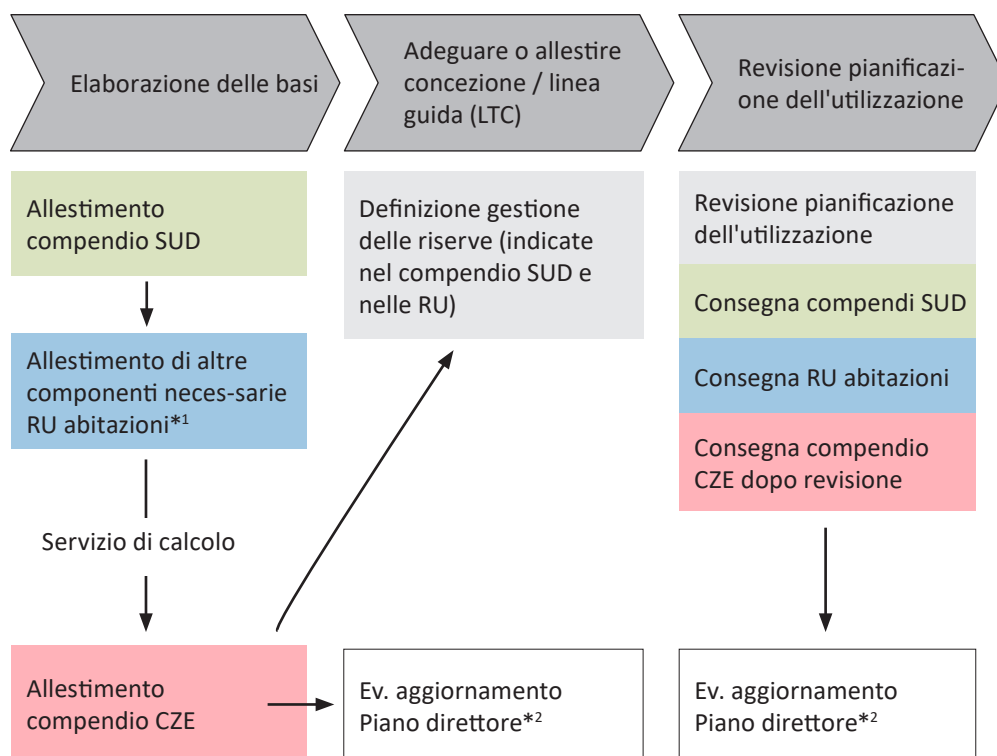 Elaborazione delle basi
Adeguare o allestire
concezione / linea
guida (LTC)
Revisione pianificazi-
one dell'utilizzazione
Allestimento
compendio SUD
Allestimento di altre
componenti neces-sarie
RU abitazioni*1
Servizio di calcolo
Allestimento
compendio CZE
Definizione gestione
delle riserve (indicate
nel compendio SUD e
nelle RU)
Ev. aggiornamento
Piano direttore*2
Revisione pianificazione
dell'utilizzazione
Consegna compendi SUD
Consegna RU abitazioni
Consegna compendio
CZE dopo revisione
Ev. aggiornamento
Piano direttore*2